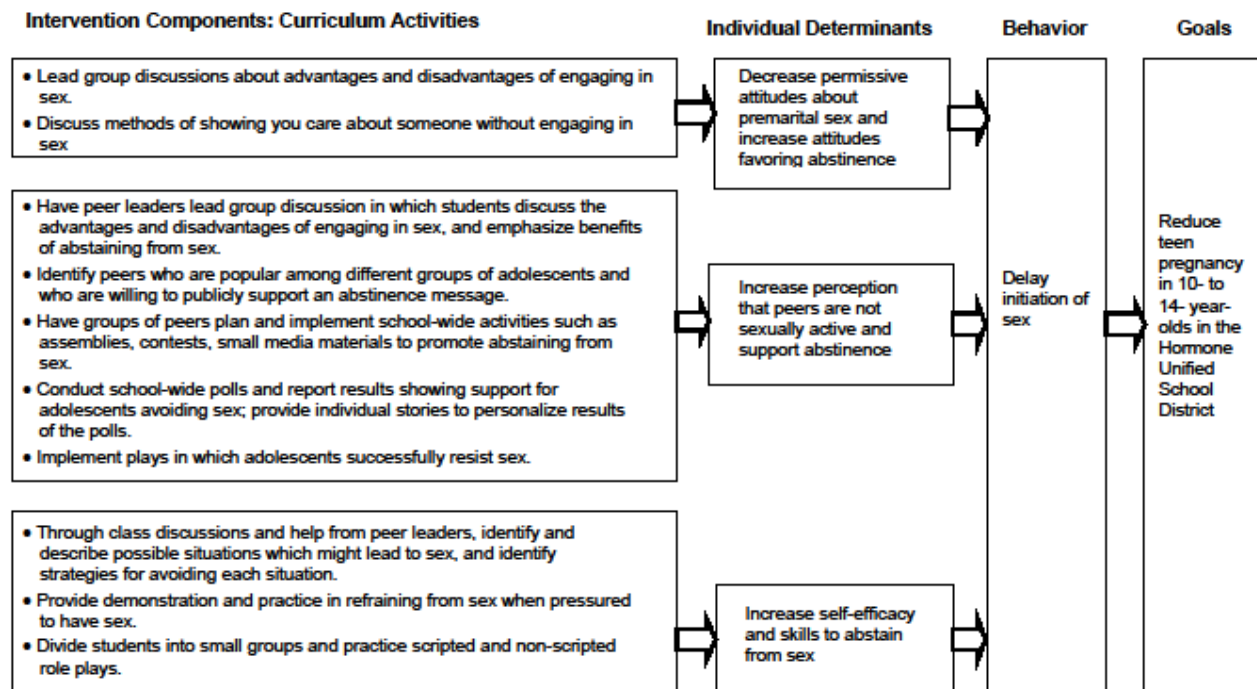 Intervention Components: Curriculum Activities
Individual Determinants
Behavior
Goals
• Lead group discussions about advantages and disadvantages of engaging in
sex.
• Discuss methods of showing you care about someone without engaging in
sex
Decrease permissive
attitudes about
premarital sex and
increase attitudes
favoring abstinence
• Have peer leaders lead group discussion in which students discuss the
advantages and disadvantages of engaging in sex, and emphasize benefits
of abstaining from sex.
• Identify peers who are popular among different groups of adolescents and
who are willing to publicly support an abstinence message.
• Have groups of peers plan and implement school-wide activities such as
assemblies, contests, small media materials to promote abstaining from
sex.
• Conduct school-wide polls and report results showing support for
adolescents avoiding sex; provide individual stories to personalize results
of the polls.
• Implement plays in which adolescents successfully resist sex.
Increase perception
that peers are not
sexually active and
support abstinence
• Through class discussions and help from peer leaders, identify and
describe possible situations which might lead to sex, and identify
strategies for avoiding each situation.
• Provide demonstration and practice in refraining from sex when pressured
to have sex.
• Divide students into small groups and practice scripted and non-scripted
role plays.
Increase self-efficacy
and skills to abstain
from sex
Delay
initiation of
sex
Reduce
teen
pregnancy
in 10- to
14- year-
olds in the
Hormone
Unified
School
District